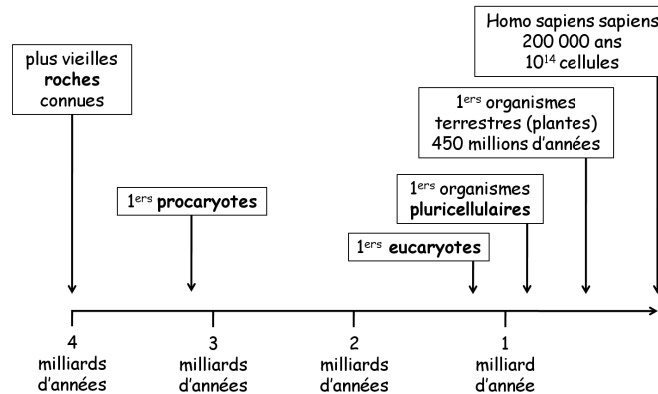 Homo sapiens sapiens
200 000 ans
10¹⁴ cellules
plus vieilles
roches
connues
1ers organismes
terrestres (plantes)
450 millions d'années
1ers procaryotes
1ers organismes
pluricellulaires
1ers eucaryotes
4
milliards
d'années
3
milliards
d'années
2
milliards
d'années
1
milliard
d'année